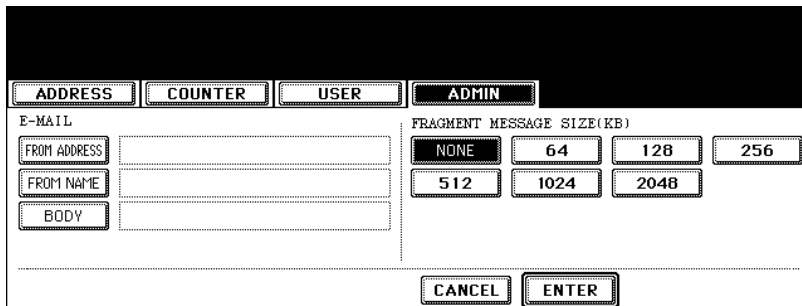 ADDRESS COUNTER USER ADMIN
E-MAIL
FROM ADDRESS
FROM NAME
BODY
FRAGMENT MESSAGE SIZE(KB)
NONE 64 128 256
512 1024 2048
CANCEL ENTER